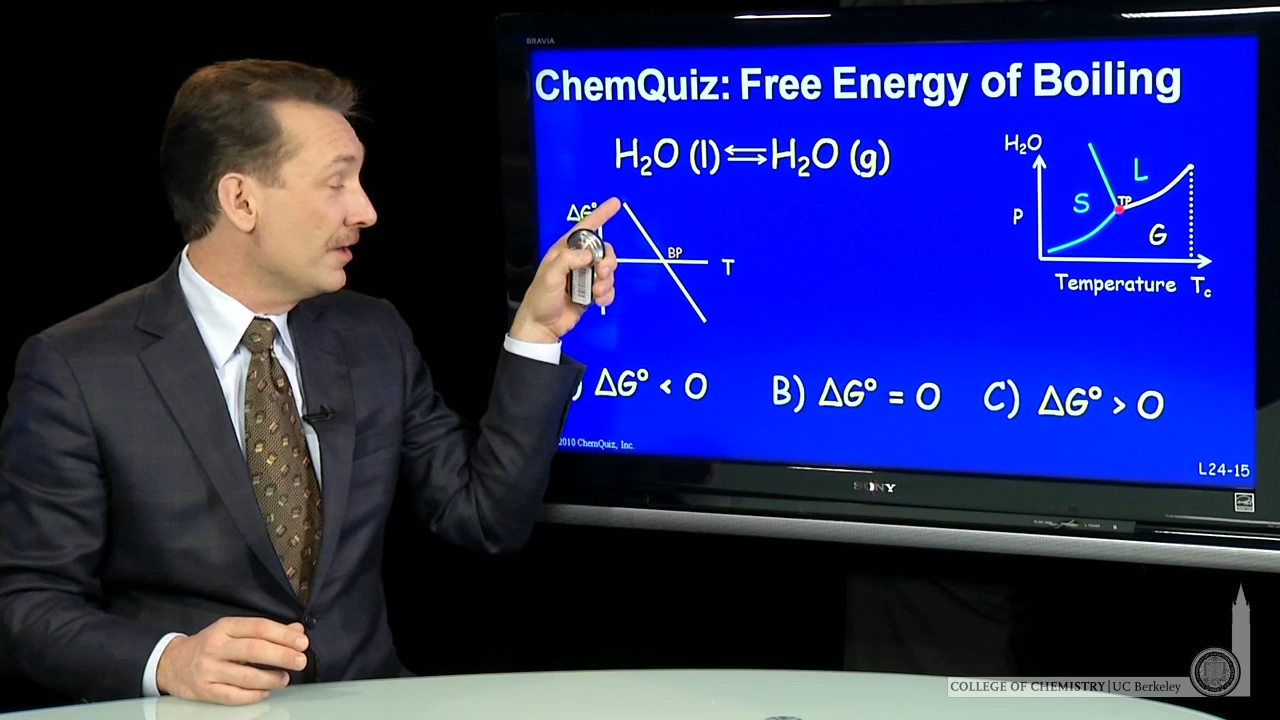 BRAVIA
ChemQuiz: Free Energy of Boiling
H₂O (l) ⇌ H₂O (g)
H₂O
P
S
L
TP
G
Temperature T꜀
ΔG°
BP
T
) ΔG° < 0 B) ΔG° = 0 C) ΔG° > 0
2010 ChemQuiz, Inc.
L24-15
SONY
COLLEGE OF CHEMISTRY | UC Berkeley